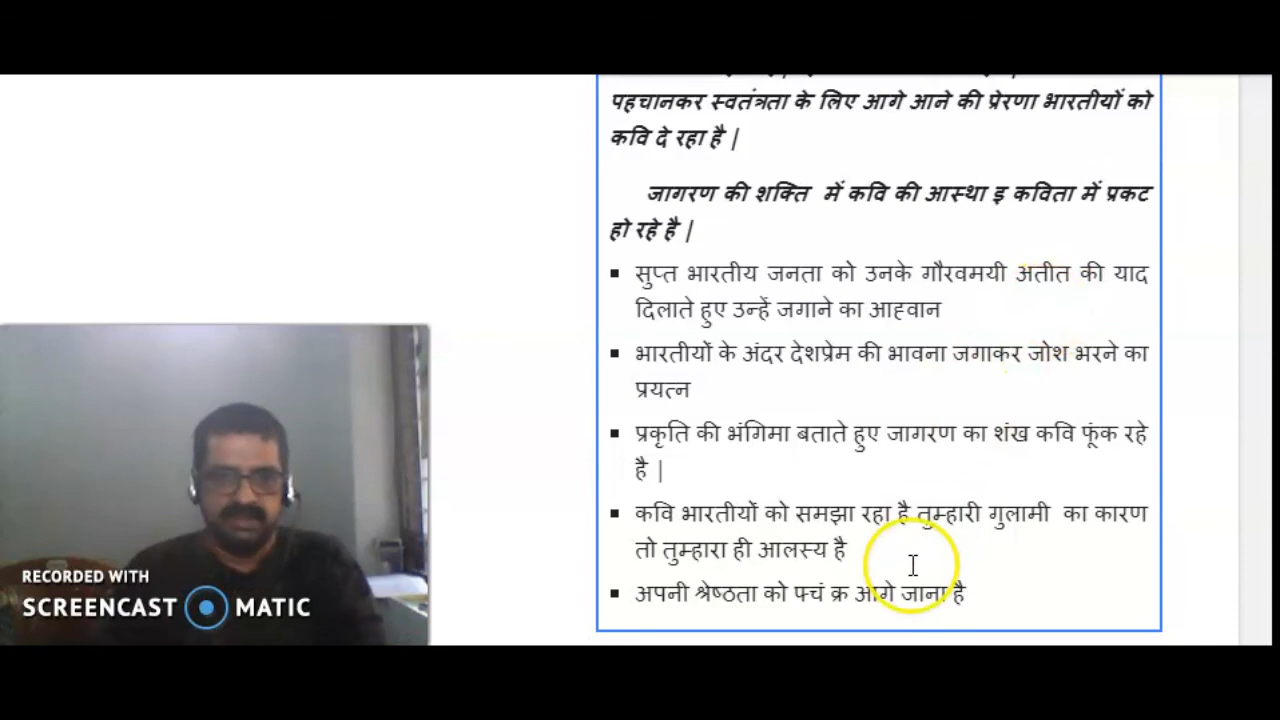 पहचानकर स्वतंत्रता के लिए आगे आने की प्रेरणा भारतीयों को
कवि दे रहा है |
जागरण की शक्ति में कवि की आस्था इ कविता में प्रकट
हो रहे है |
▪ सुप्त भारतीय जनता को उनके गौरवमयी अतीत की याद
दिलाते हुए उन्हें जगाने का आह्वान
▪ भारतीयों के अंदर देशप्रेम की भावना जगाकर जोश भरने का
प्रयत्न
▪ प्रकृति की भंगिमा बताते हुए जागरण का शंख कवि फूंक रहे
है |
▪ कवि भारतीयों को समझा रहा है तुम्हारी गुलामी का कारण
तो तुम्हारा ही आलस्य है
▪ अपनी श्रेष्ठता को फ्चं क्र आगे जाना है
RECORDED WITH
SCREENCAST MATIC